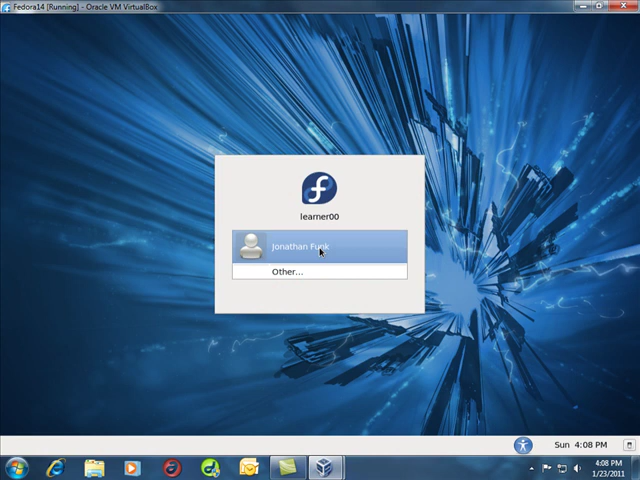 Fedora14 [Running] - Oracle VM VirtualBox
learner00
Jonathan Funk
Other...
Sun 4:08 PM
4:08 PM
1/23/2011